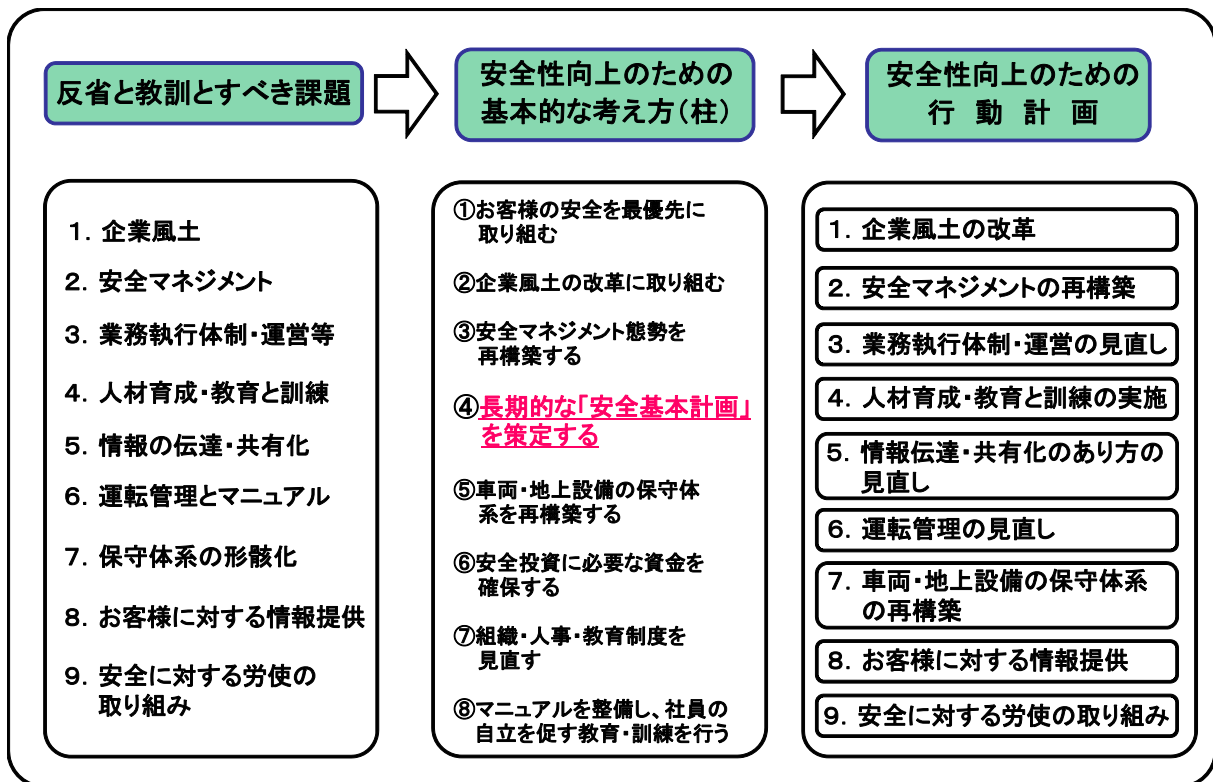 反省と教訓とすべき課題
安全性向上のための
基本的な考え方(柱)
安全性向上のための
行動計画
1. 企業風土
2. 安全マネジメント
3. 業務執行体制・運営等
4. 人材育成・教育と訓練
5. 情報の伝達・共有化
6. 運転管理とマニュアル
7. 保守体系の形骸化
8. お客様に対する情報提供
9. 安全に対する労使の
取り組み
①お客様の安全を最優先に
取り組む
②企業風土の改革に取り組む
③安全マネジメント態勢を
再構築する
④長期的な「安全基本計画」
を策定する
⑤車両・地上設備の保守体
系を再構築する
⑥安全投資に必要な資金を
確保する
⑦組織・人事・教育制度を
見直す
⑧マニュアルを整備し、社員の
自立を促す教育・訓練を行う
1. 企業風土の改革
2. 安全マネジメントの再構築
3. 業務執行体制・運営の見直し
4. 人材育成・教育と訓練の実施
5. 情報伝達・共有化のあり方の
見直し
6. 運転管理の見直し
7. 車両・地上設備の保守体系
の再構築
8. お客様に対する情報提供
9. 安全に対する労使の取り組み